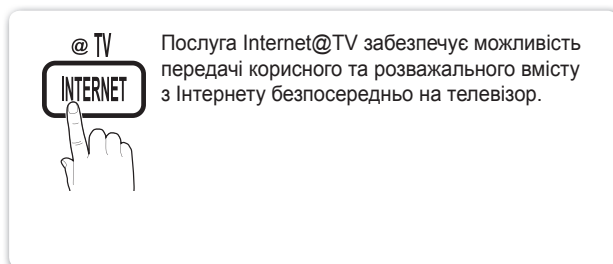 @ TV
INTERNET
Послуга Internet@TV забезпечує можливість
передачі корисного та розважального вмісту
з Інтернету безпосередньо на телевізор.